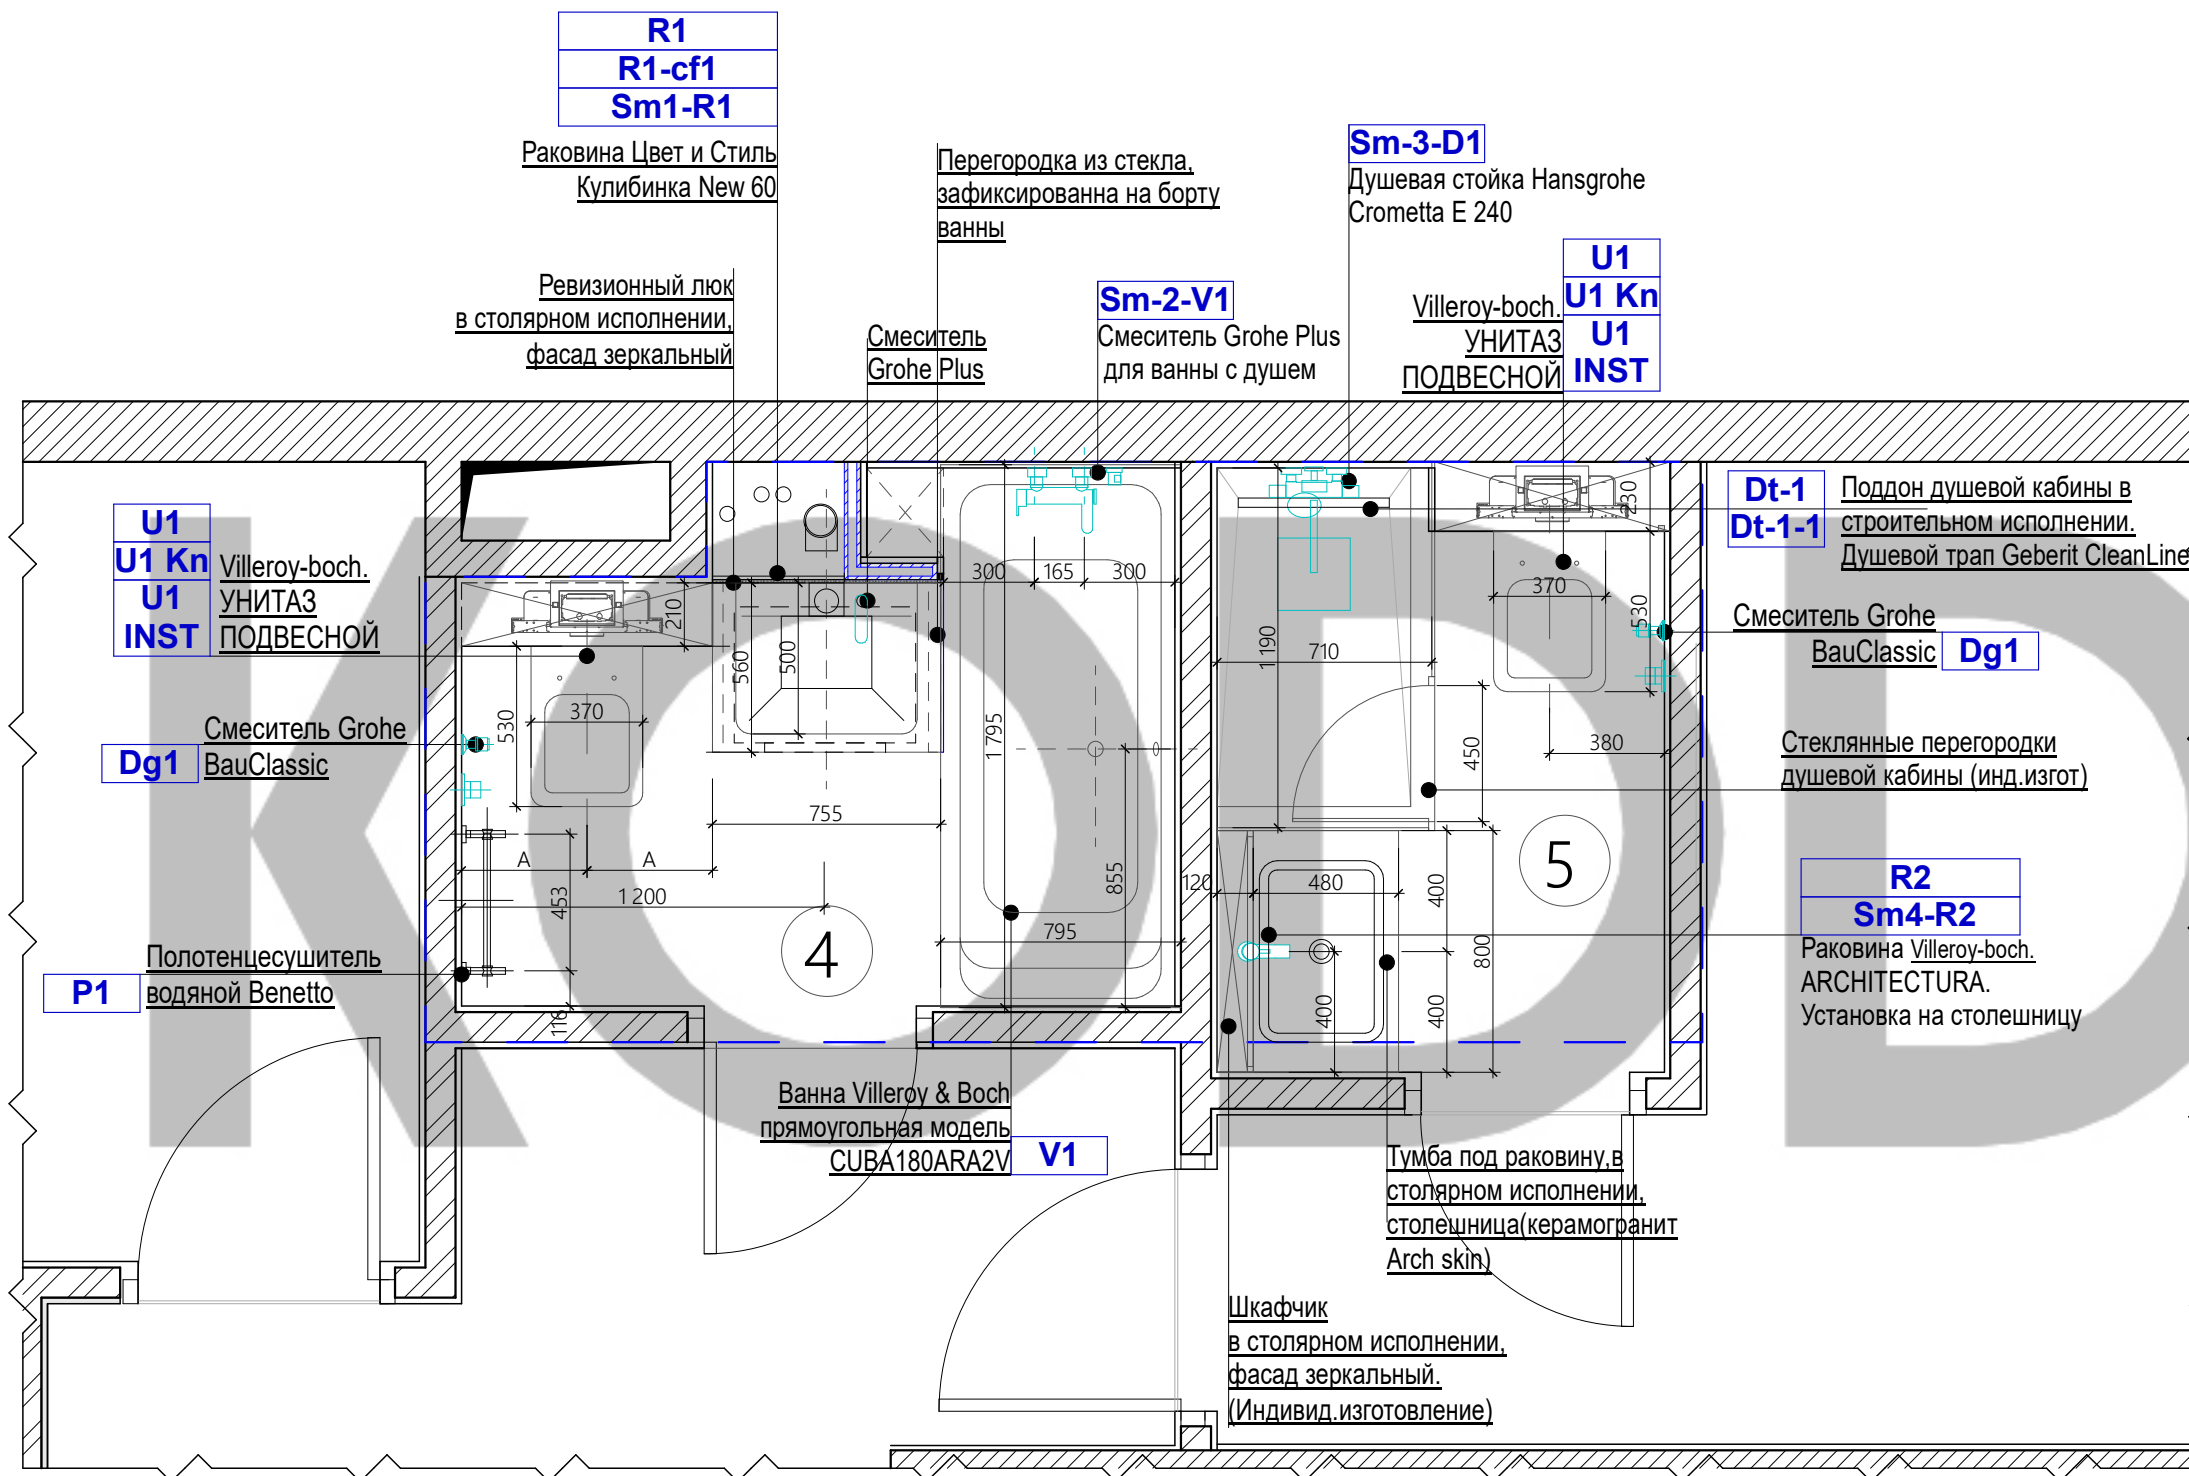 R1
R1-cf1
Sm1-R1
Раковина Цвет и Стиль
Кулибинка New 60
Перегородка из стекла,
зафиксированна на борту
ванны
Sm-3-D1
Душевая стойка Hansgrohe
Crometta E 240
Ревизионный люк
в столярном исполнении,
фасад зеркальный
Смеситель
Grohe Plus
Sm-2-V1
Смеситель Grohe Plus
для ванны с душем
U1
U1 Kn
U1
INST
Villeroy-boch.
УНИТАЗ
ПОДВЕСНОЙ
U1
U1 Kn
U1
INST
Villeroy-boch.
УНИТАЗ
ПОДВЕСНОЙ
Dt-1
Dt-1-1
Поддон душевой кабины в
строительном исполнении.
Душевой трап Geberit CleanLine
Смеситель Grohe
BauClassic
Dg1
Смеситель Grohe
BauClassic
Dg1
Стеклянные перегородки
душевой кабины (инд.изгот)
R2
Sm4-R2
Раковина Villeroy-boch.
ARCHITECTURA.
Установка на столешницу
P1
Полотенцесушитель
водяной Benetto
Ванна Villeroy & Boch
прямоугольная модель
CUBA180ARA2V
V1
Тумба под раковину,в
столярном исполнении,
столешница(керамогранит
Arch skin)
Шкафчик
в столярном исполнении,
фасад зеркальный.
(Индивид.изготовление)
300
165
300
210
560
500
370
530
1 795
755
A
A
453
1 200
116
855
795
4
230
370
530
1 190
710
450
380
120
480
400
800
400
400
5
KODD